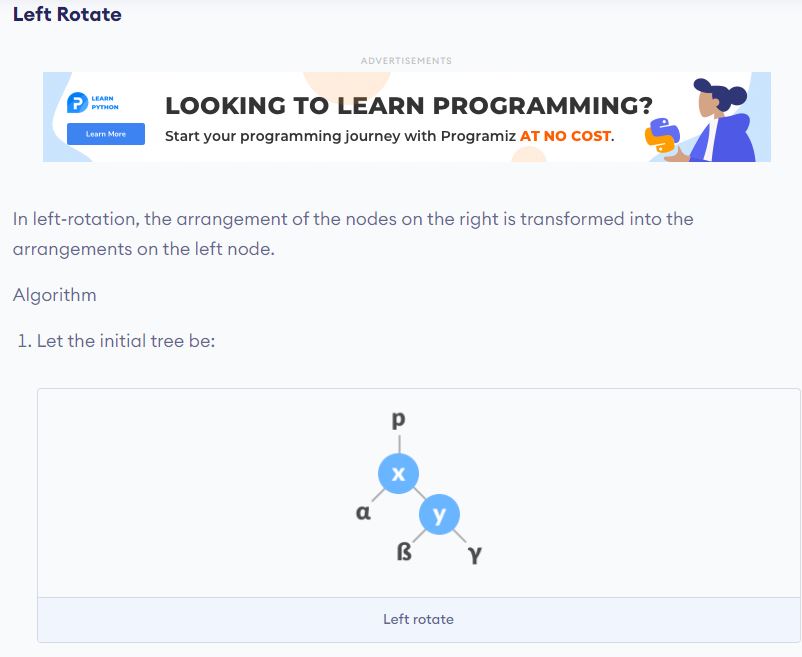 Left Rotate
ADVERTISEMENTS
LEARN
PYTHON
Learn More
LOOKING TO LEARN PROGRAMMING?
Start your programming journey with Programiz AT NO COST.
In left-rotation, the arrangement of the nodes on the right is transformed into the
arrangements on the left node.
Algorithm
1. Let the initial tree be:
p
x
α
y
ß
γ
Left rotate